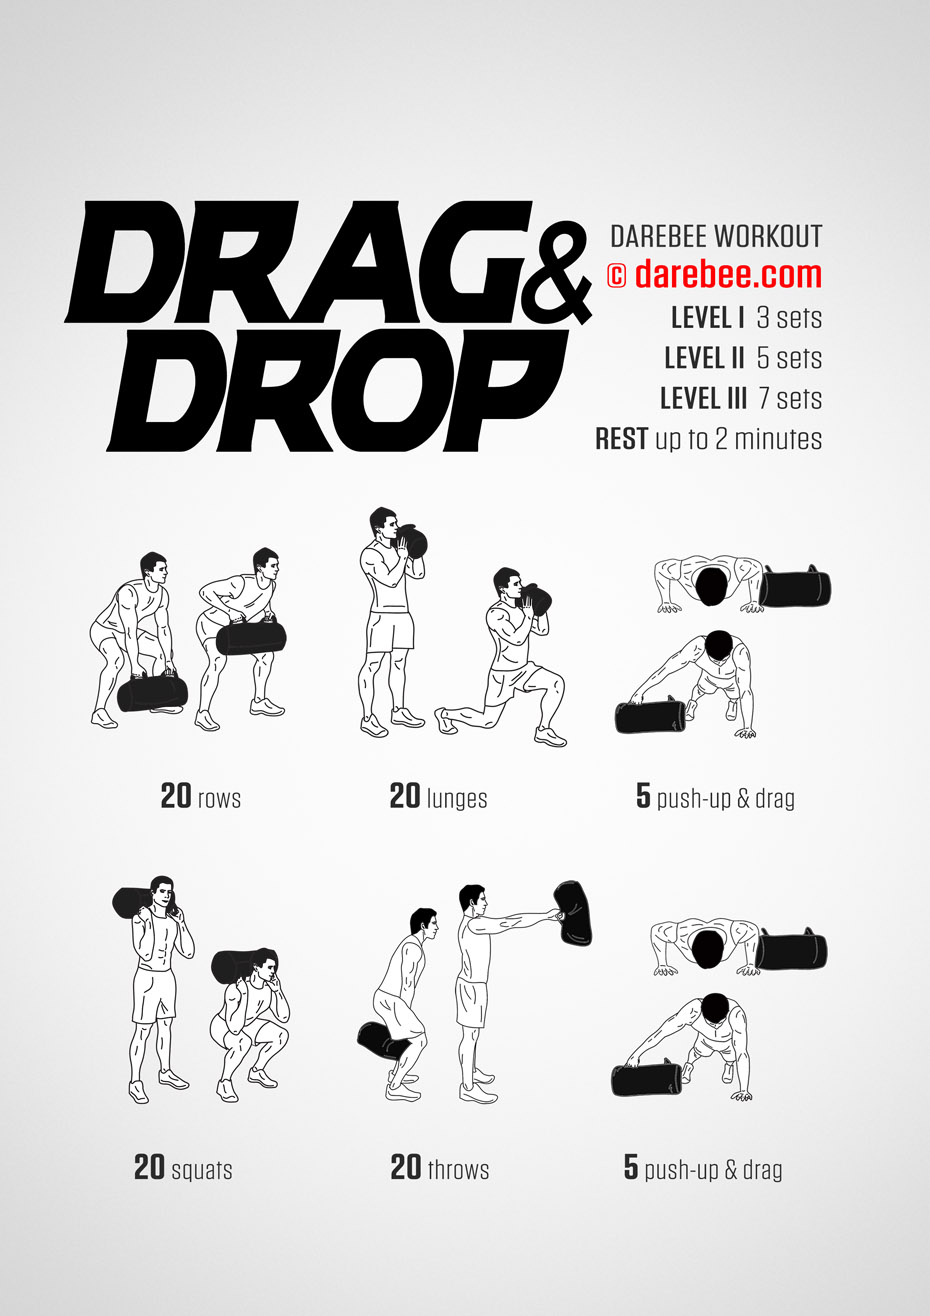 DRAG&
DROP
DAREBEE WORKOUT
© darebee.com
LEVEL I 3 sets
LEVEL II 5 sets
LEVEL III 7 sets
REST up to 2 minutes
20 rows
20 lunges
5 push-up & drag
20 squats
20 throws
5 push-up & drag